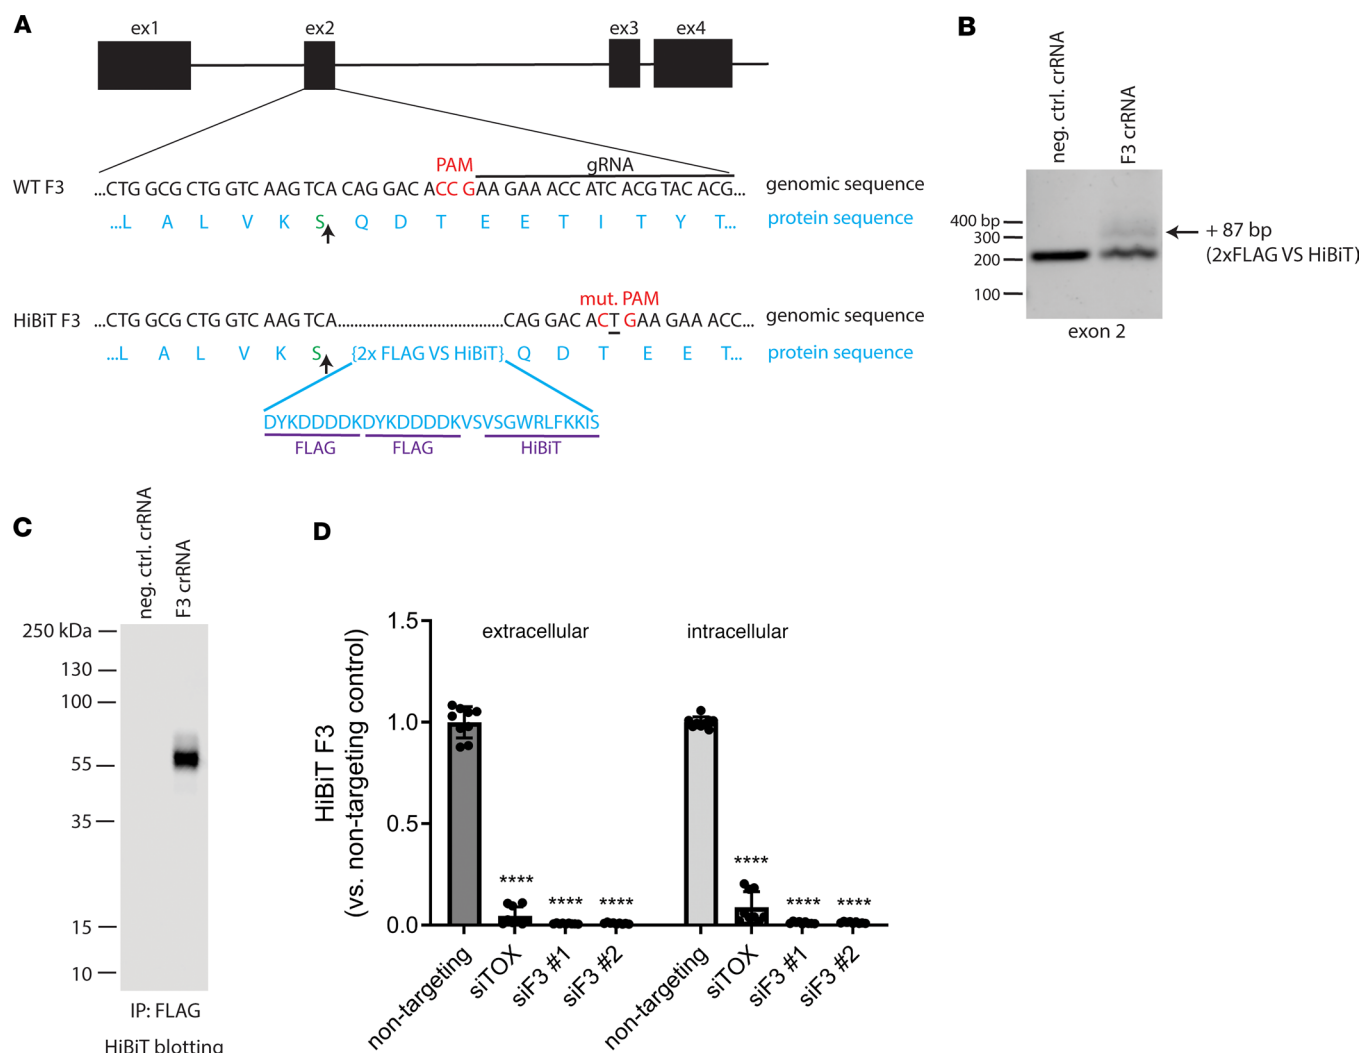 A
ex1 ex2 ex3 ex4
PAM gRNA
WT F3 ...CTG GCG CTG GTC AAG TCA CAG GAC A CC G AA GAA ACC ATC ACG TAC ACG... genomic sequence
...L A L V K S Q D T E E T I T Y T... protein sequence
mut. PAM
HiBiT F3 ...CTG GCG CTG GTC AAG TCA..........................................CAG GAC A CT G AA GAA ACC... genomic sequence
...L A L V K S {2x FLAG VS HiBiT} Q D T E E T... protein sequence
DYKDDDDKDYKDDDDKVSVSGWRLFKKIS
FLAG FLAG HiBiT
B
neg. ctrl. crRNA
F3 crRNA
400 bp
300
200
100
+ 87 bp
(2xFLAG VS HiBiT)
exon 2
C
neg. ctrl. crRNA
F3 crRNA
250 kDa
130
100
55
35
15
10
IP: FLAG
HiBiT blotting
D
HiBiT F3
(vs. non-targeting control)
1.5
1.0
0.5
0.0
extracellular intracellular
**** **** **** **** **** ****
non-targeting siTOX siF3 #1 siF3 #2 non-targeting siTOX siF3 #1 siF3 #2